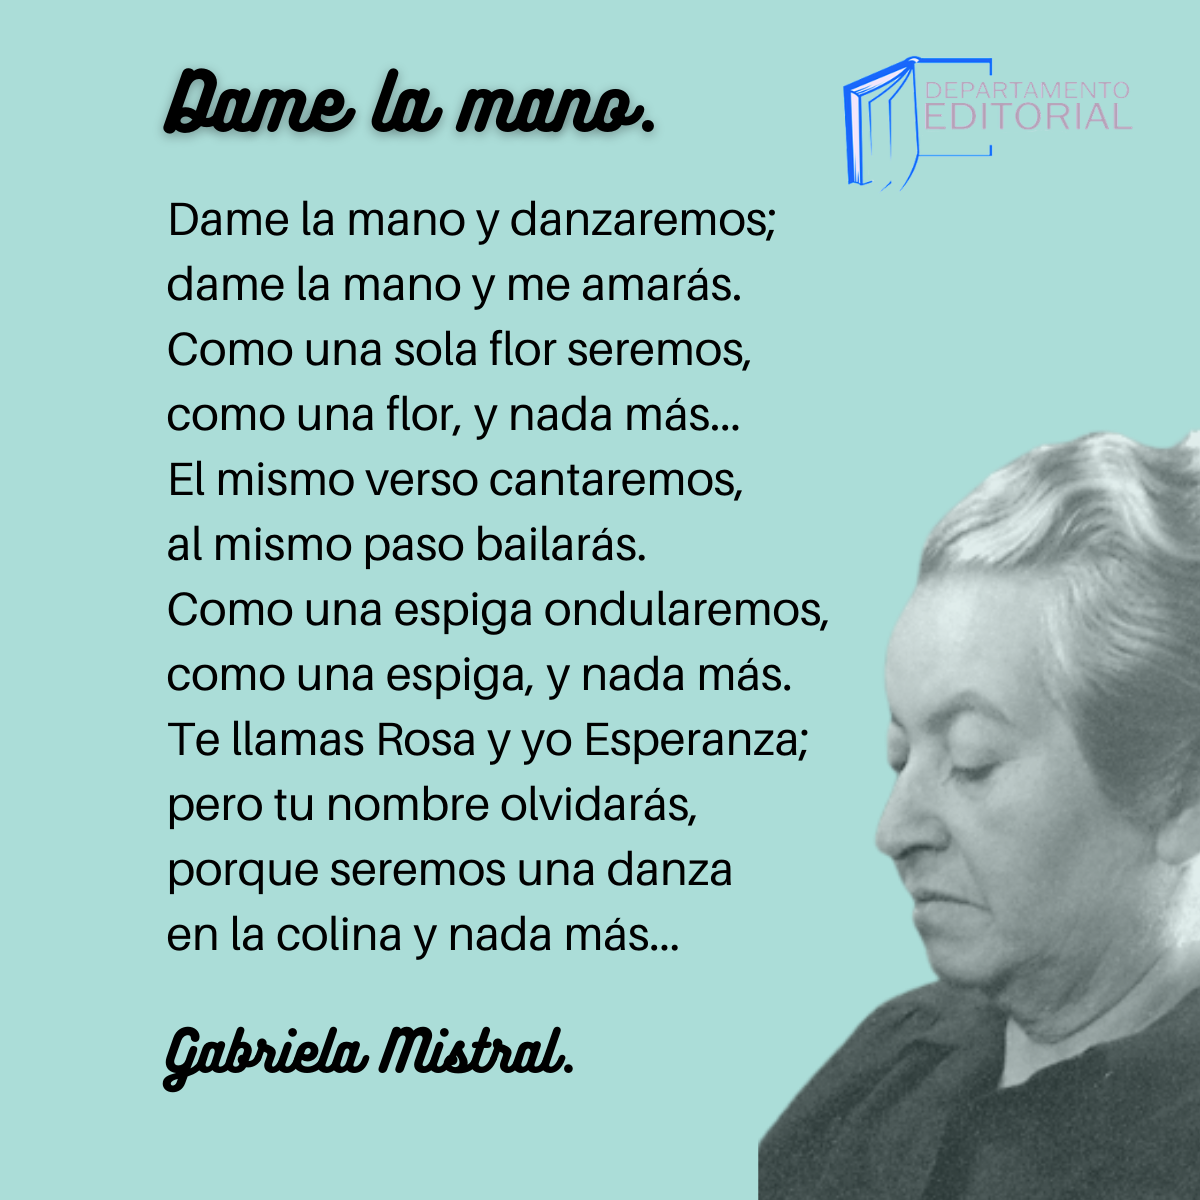 Dame la mano.
DEPARTAMENTO
EDITORIAL
Dame la mano y danzaremos;
dame la mano y me amarás.
Como una sola flor seremos,
como una flor, y nada más...
El mismo verso cantaremos,
al mismo paso bailarás.
Como una espiga ondularemos,
como una espiga, y nada más.
Te llamas Rosa y yo Esperanza;
pero tu nombre olvidarás,
porque seremos una danza
en la colina y nada más...
Gabriela Mistral.